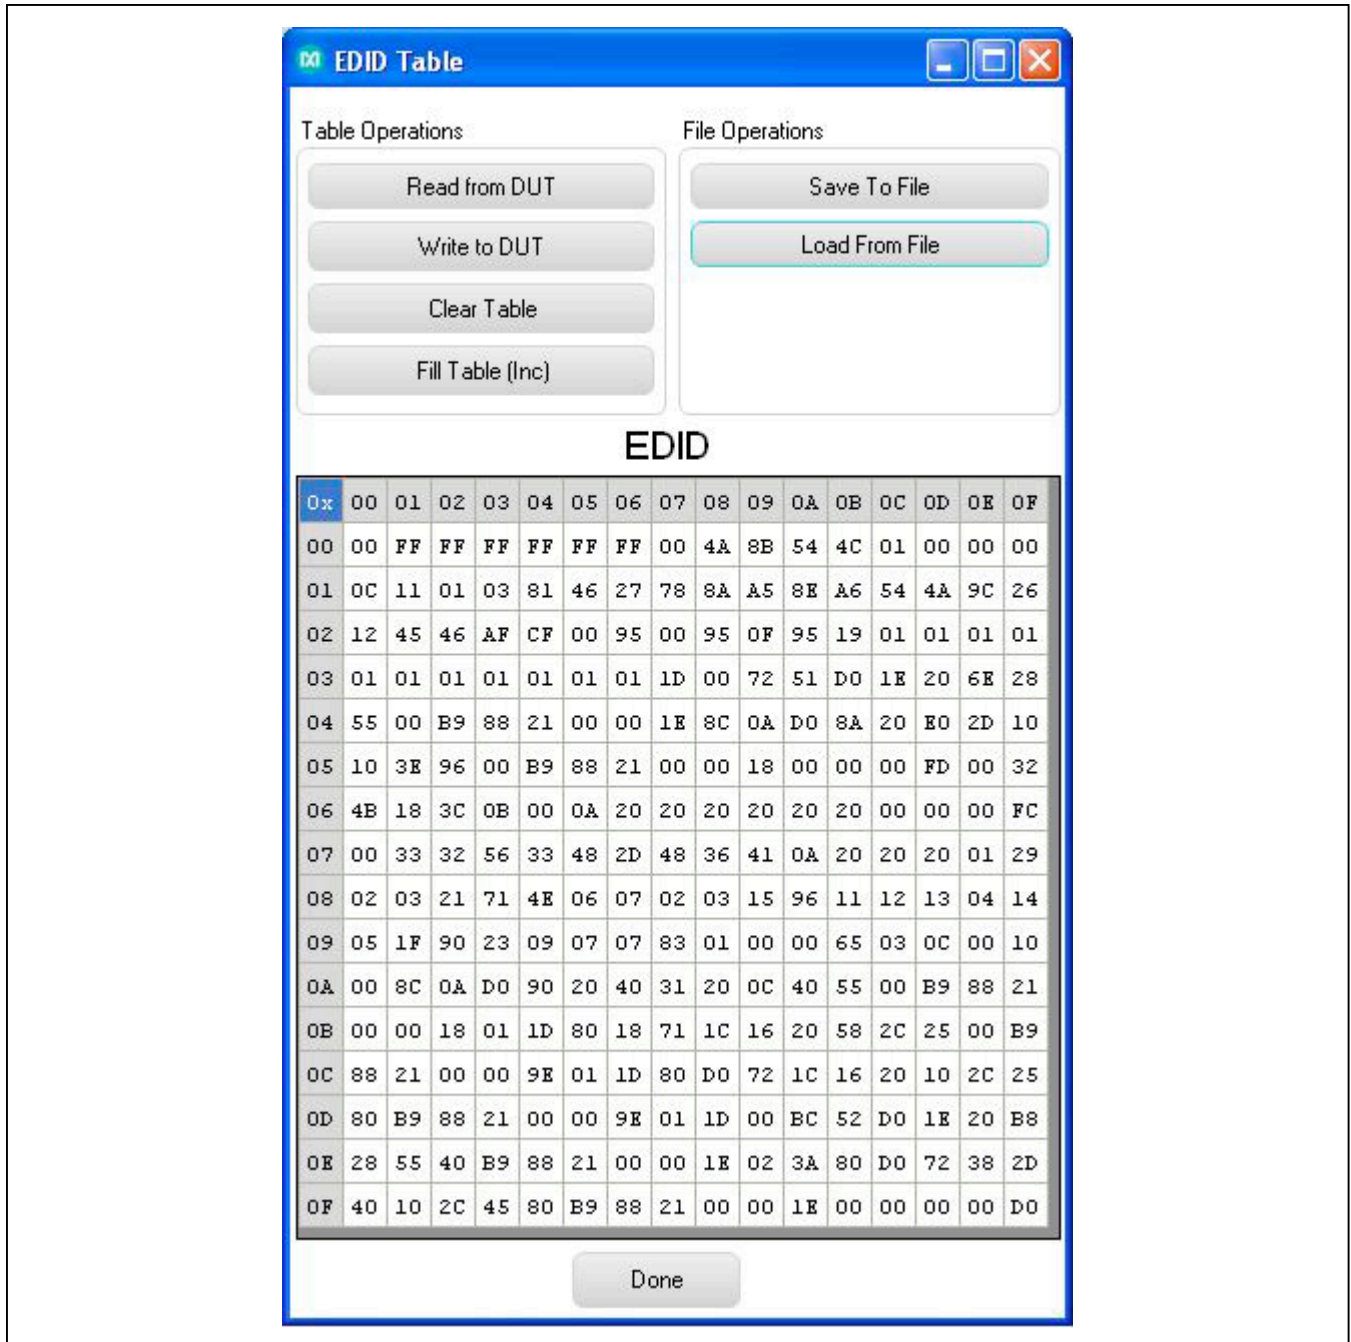 EDID Table
Table Operations
File Operations
Read from DUT
Save To File
Write to DUT
Load From File
Clear Table
Fill Table (Inc)
EDID
0x 00 01 02 03 04 05 06 07 08 09 0A 0B 0C 0D 0E 0F
00 00 FF FF FF FF FF FF 00 4A 8B 54 4C 01 00 00 00
01 0C 11 01 03 81 46 27 78 8A A5 8E A6 54 4A 9C 26
02 12 45 46 AF CF 00 95 00 95 0F 95 19 01 01 01 01
03 01 01 01 01 01 01 01 1D 00 72 51 D0 1E 20 6E 28
04 55 00 B9 88 21 00 00 1E 8C 0A D0 8A 20 E0 2D 10
05 10 3E 96 00 B9 88 21 00 00 18 00 00 00 FD 00 32
06 4B 18 3C 0B 00 0A 20 20 20 20 20 20 00 00 00 FC
07 00 33 32 56 33 48 2D 48 36 41 0A 20 20 20 01 29
08 02 03 21 71 4E 06 07 02 03 15 96 11 12 13 04 14
09 05 1F 90 23 09 07 07 83 01 00 00 65 03 0C 00 10
0A 00 8C 0A D0 90 20 40 31 20 0C 40 55 00 B9 88 21
0B 00 00 18 01 1D 80 18 71 1C 16 20 58 2C 25 00 B9
0C 88 21 00 00 9E 01 1D 80 D0 72 1C 16 20 10 2C 25
0D 80 B9 88 21 00 00 9E 01 1D 00 BC 52 D0 1E 20 B8
0E 28 55 40 B9 88 21 00 00 1E 02 3A 80 D0 72 38 2D
0F 40 10 2C 45 80 B9 88 21 00 00 1E 00 00 00 00 D0
Done